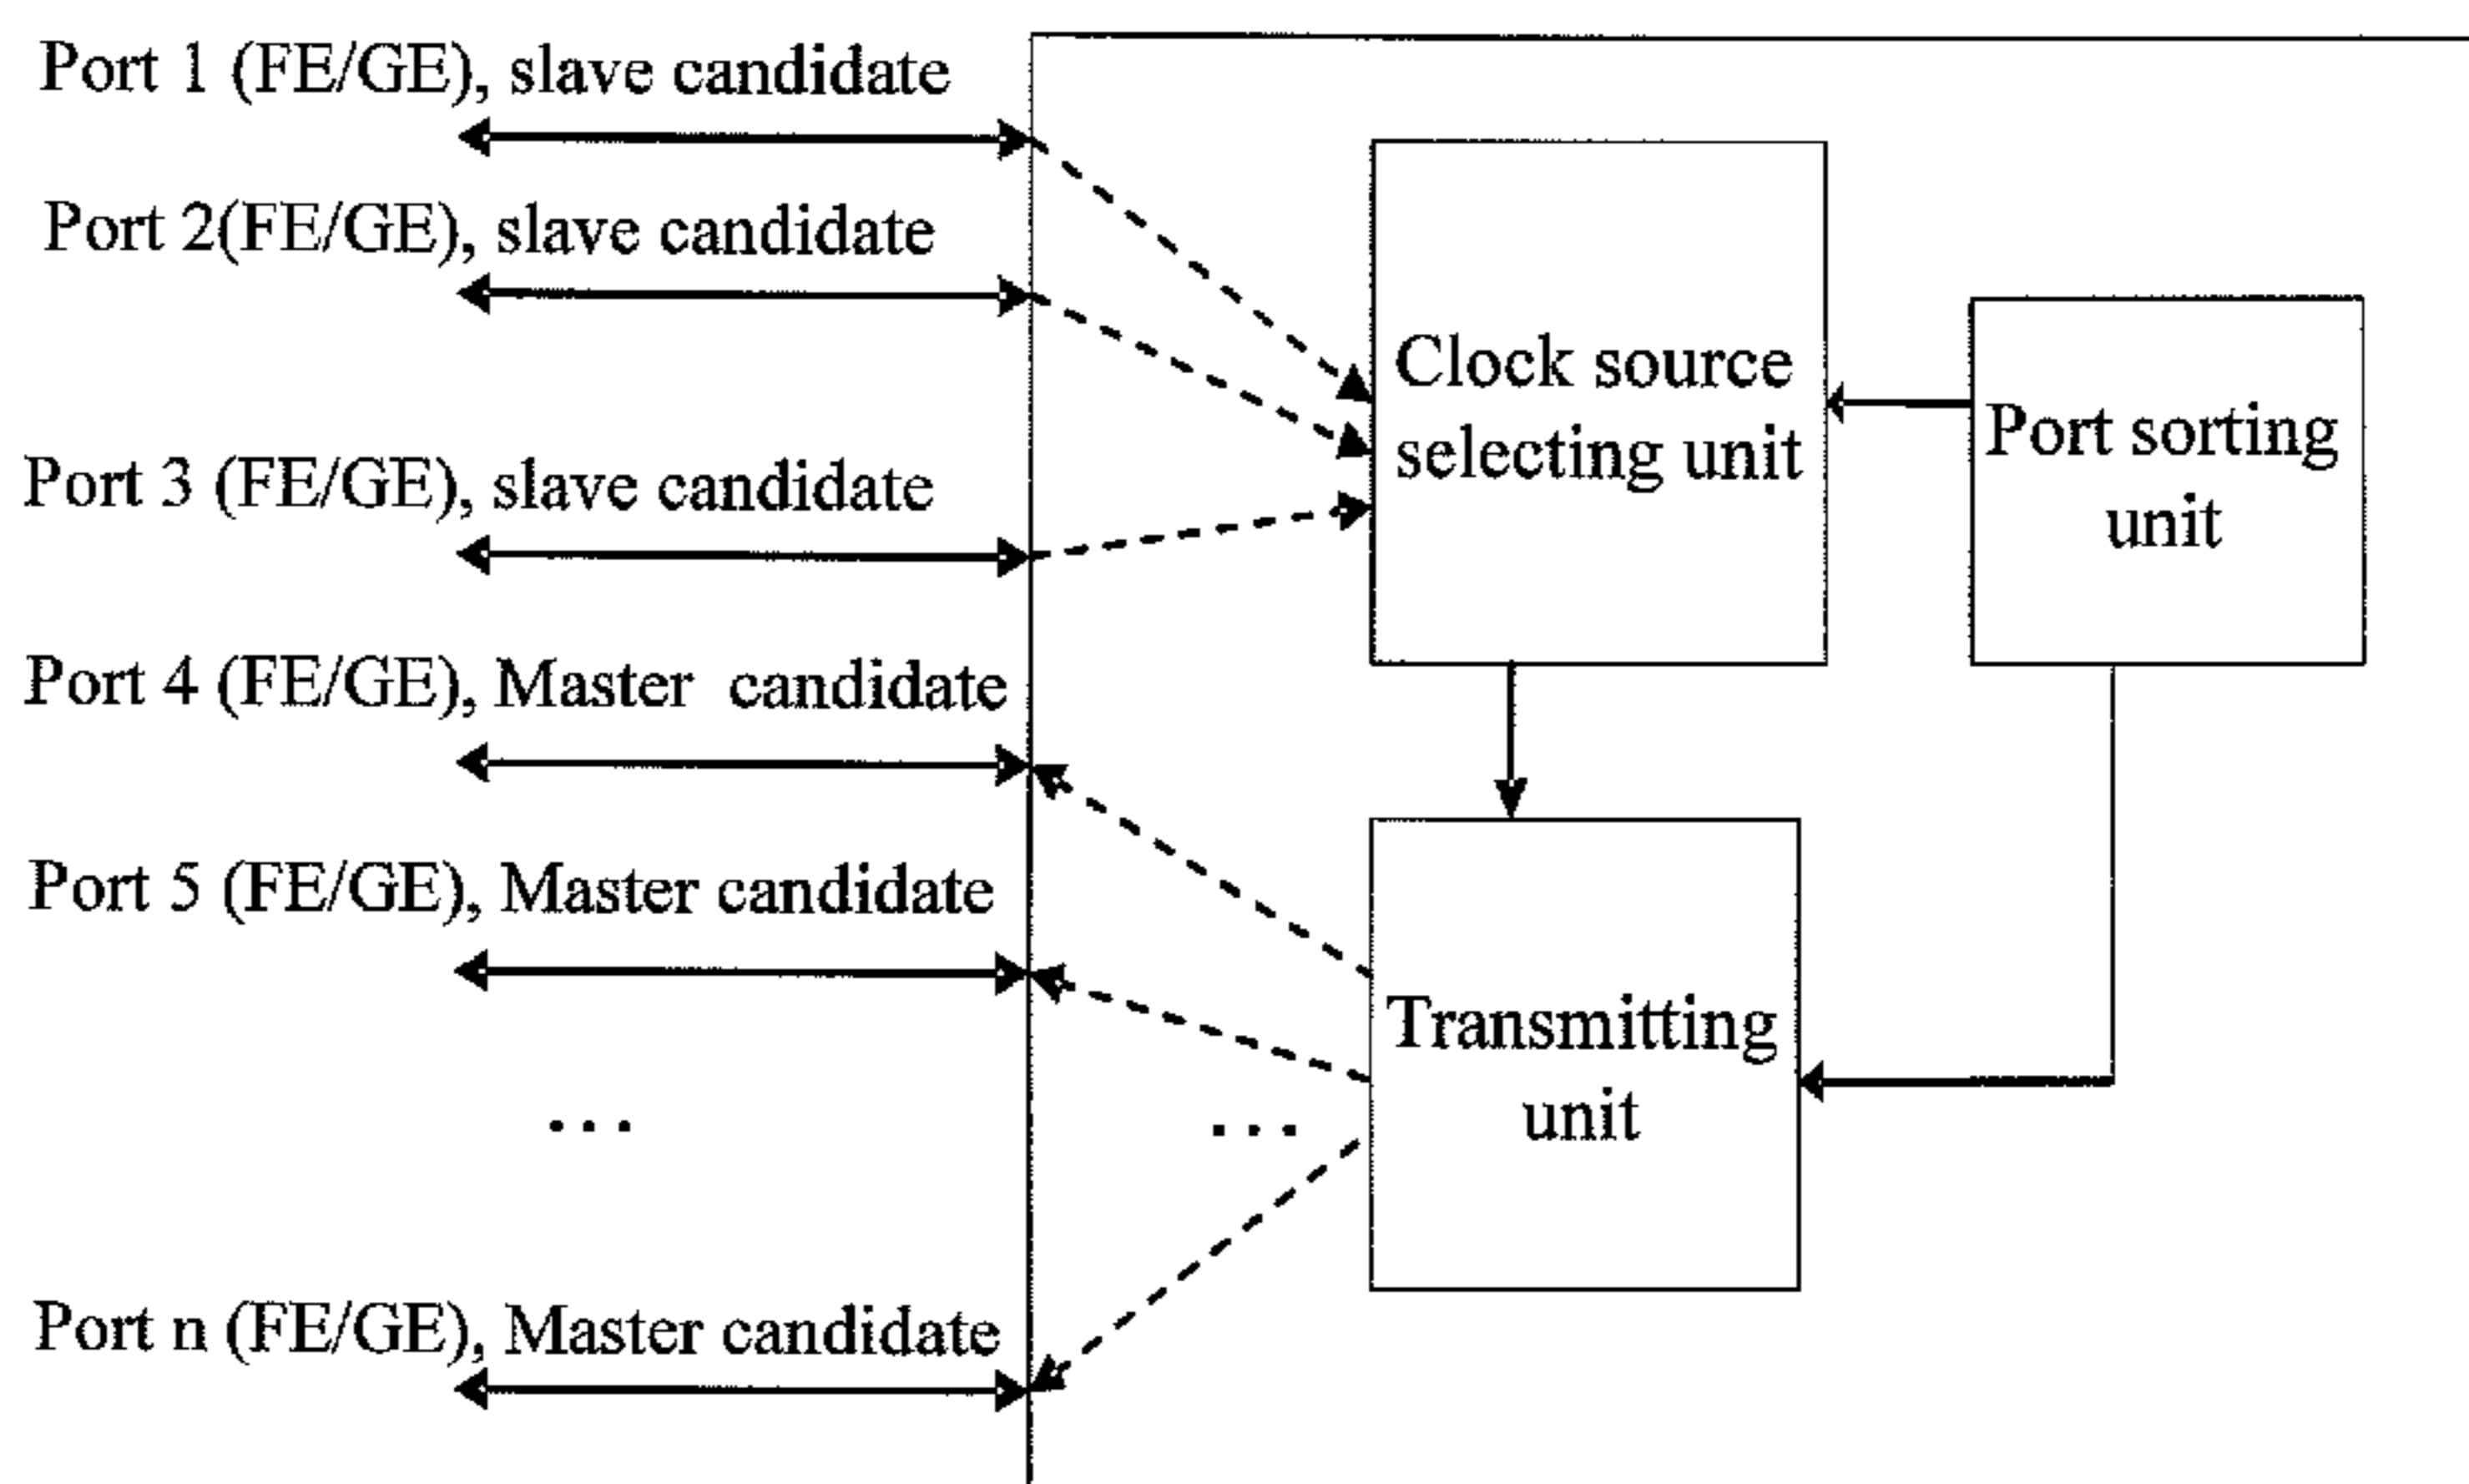 Port 1 (FE/GE), slave candidate
Port 2(FE/GE), slave candidate
Port 3 (FE/GE), slave candidate
Port 4 (FE/GE), Master candidate
Port 5 (FE/GE), Master candidate
...
Port n (FE/GE), Master candidate
Clock source
selecting unit
Port sorting
unit
Transmitting
unit
...